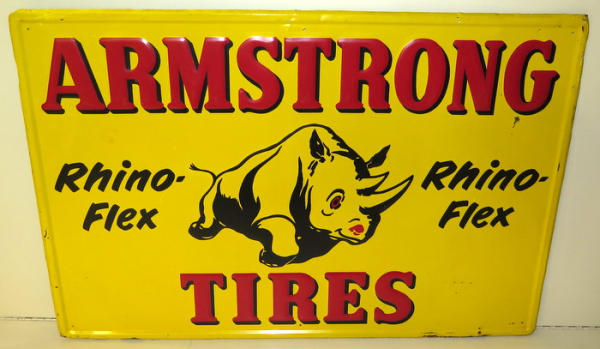 ARMSTRONG
Rhino-
Flex
Rhino-
Flex
TIRES